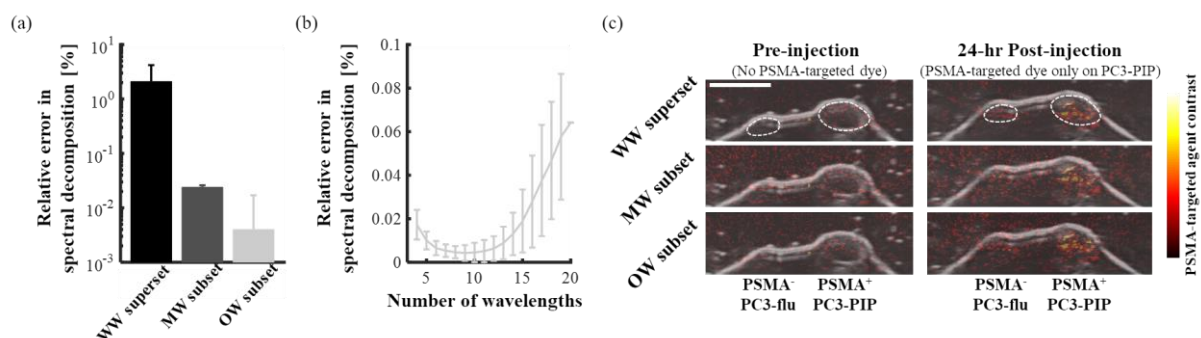 (a)
Relative error in
spectral decomposition [%]
10¹
10⁰
10⁻¹
10⁻²
10⁻³
WW superset
MW subset
OW subset
(b)
Relative error in
spectral decomposition [%]
0.1
0.08
0.06
0.04
0.02
0
5
10
15
20
Number of wavelengths
(c)
Pre-injection
(No PSMA-targeted dye)
24-hr Post-injection
(PSMA-targeted dye only on PC3-PIP)
WW superset
MW subset
OW subset
PSMA⁻
PC3-flu
PSMA⁺
PC3-PIP
PSMA⁻
PC3-flu
PSMA⁺
PC3-PIP
PSMA-targeted agent contrast